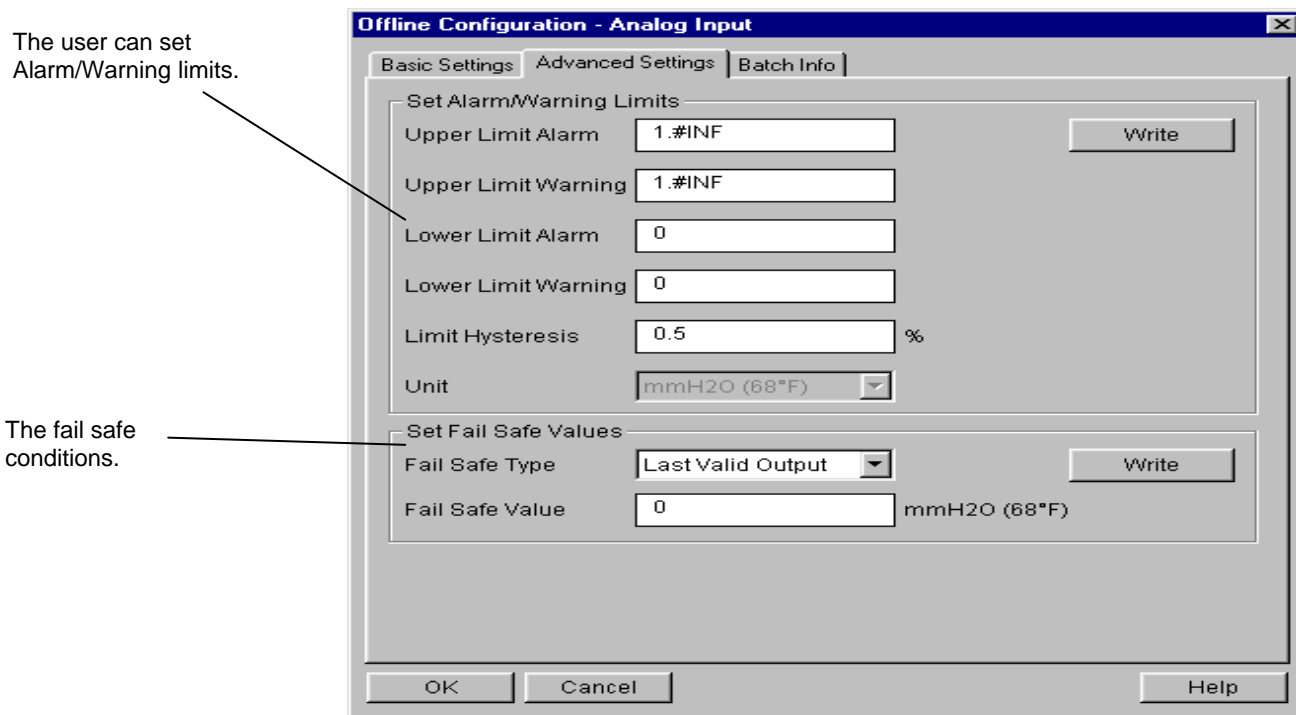 The user can set
Alarm/Warning limits.
Offline Configuration - Analog Input
Basic Settings Advanced Settings Batch Info
Set Alarm/Warning Limits
Upper Limit Alarm 1.#INF Write
Upper Limit Warning 1.#INF
Lower Limit Alarm 0
Lower Limit Warning 0
Limit Hysteresis 0.5 %
Unit mmH2O (68°F)
The fail safe
conditions.
Set Fail Safe Values
Fail Safe Type Last Valid Output Write
Fail Safe Value 0 mmH2O (68°F)
OK Cancel Help